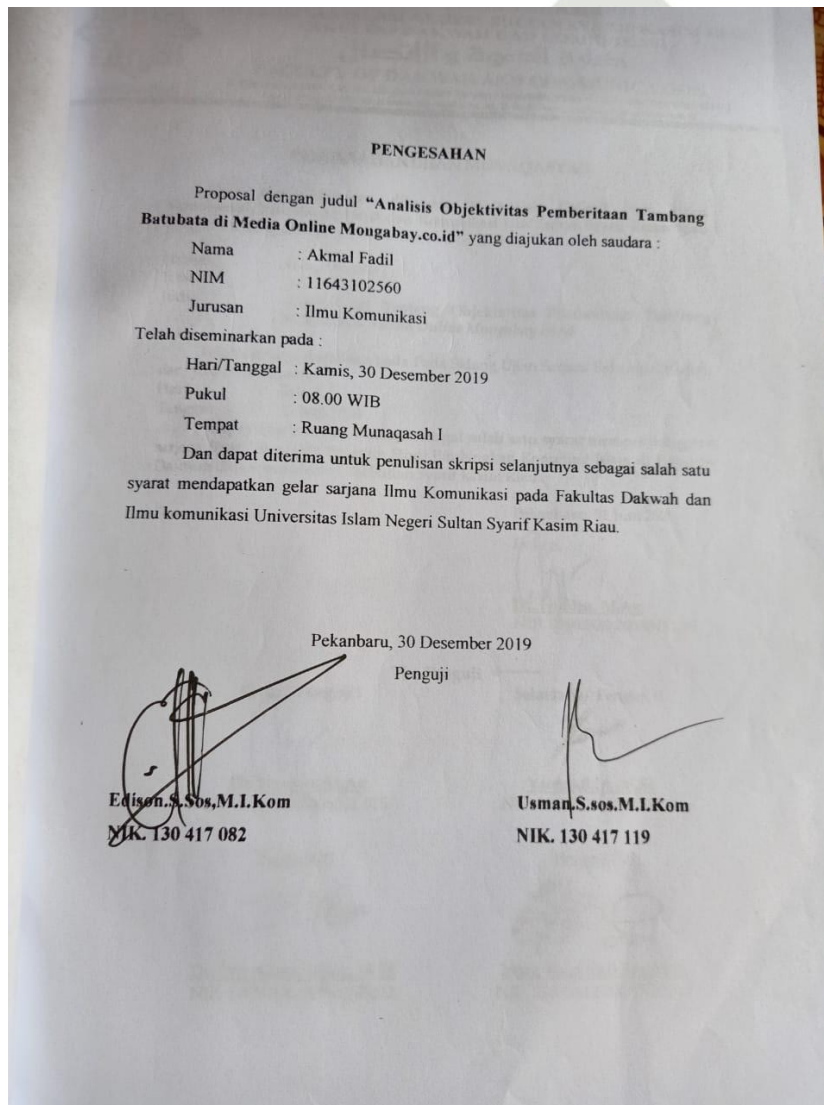 PENGESAHAN
Proposal dengan judul “Analisis Objektivitas Pemberitaan Tambang
Batubata di Media Online Mongabay.co.id” yang diajukan oleh saudara :
Nama : Akmal Fadil
NIM : 11643102560
Jurusan : Ilmu Komunikasi
Telah diseminarkan pada :
Hari/Tanggal : Kamis, 30 Desember 2019
Pukul : 08.00 WIB
Tempat : Ruang Munaqasah I
Dan dapat diterima untuk penulisan skripsi selanjutnya sebagai salah satu
syarat mendapatkan gelar sarjana Ilmu Komunikasi pada Fakultas Dakwah dan
Ilmu komunikasi Universitas Islam Negeri Sultan Syarif Kasim Riau.
Pekanbaru, 30 Desember 2019
Penguji
Edison.S.Sos,M.I.Kom Usman.S.sos.M.I.Kom
NIK. 130 417 082 NIK. 130 417 119